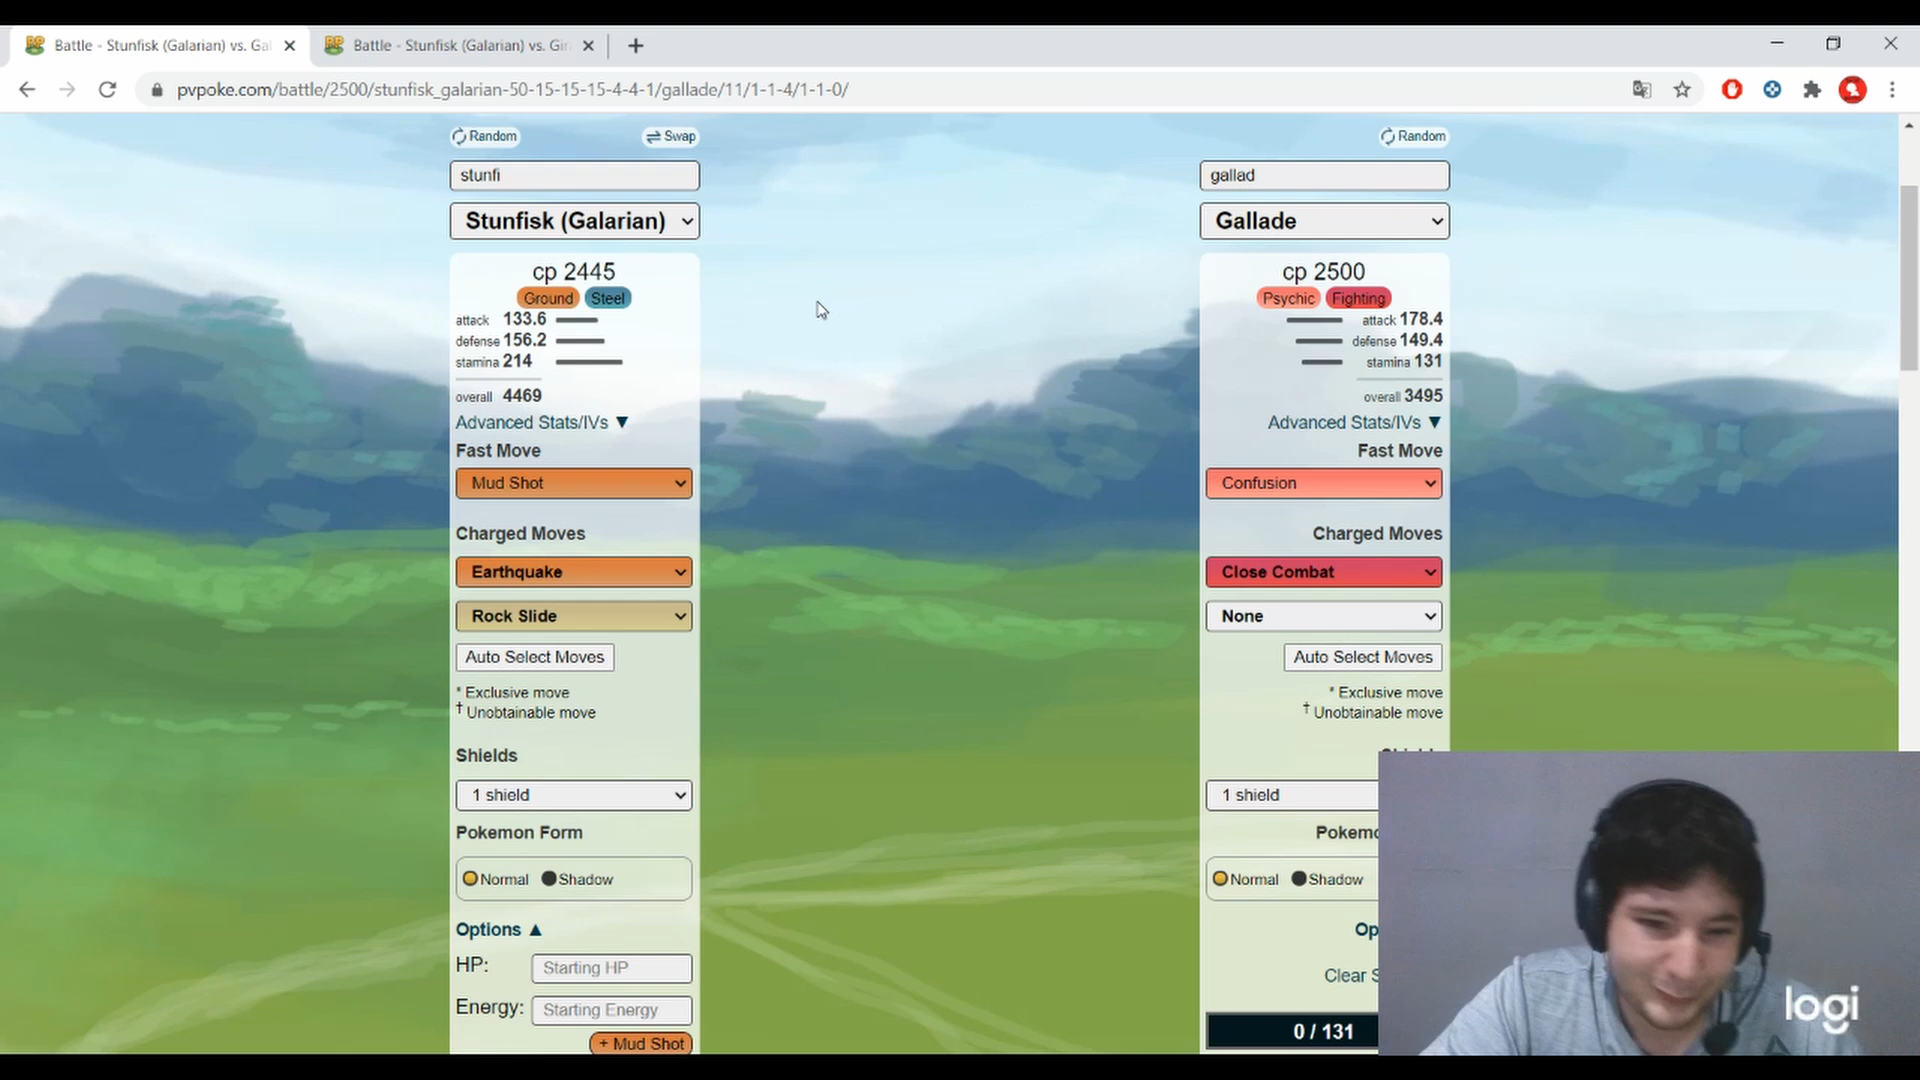 Battle - Stunfisk (Galarian) vs. Ga
Battle - Stunfisk (Galarian) vs. Gir
pvpoke.com/battle/2500/stunfisk_galarian-50-15-15-15-4-4-1/gallade/11/1-1-4/1-1-0/
Random
Swap
stunfi
Stunfisk (Galarian)
cp 2445
Ground Steel
attack 133.6
defense 156.2
stamina 214
overall 4469
Advanced Stats/IVs ▼
Fast Move
Mud Shot
Charged Moves
Earthquake
Rock Slide
Auto Select Moves
* Exclusive move
† Unobtainable move
Shields
1 shield
Pokemon Form
Normal Shadow
Options ▲
HP: Starting HP
Energy: Starting Energy
+ Mud Shot
Random
gallad
Gallade
cp 2500
Psychic Fighting
attack 178.4
defense 149.4
stamina 131
overall 3495
Advanced Stats/IVs ▼
Fast Move
Confusion
Charged Moves
Close Combat
None
Auto Select Moves
* Exclusive move
† Unobtainable move
1 shield
Pokemo
Normal Shadow
Op
Clear S
0 / 131
logi